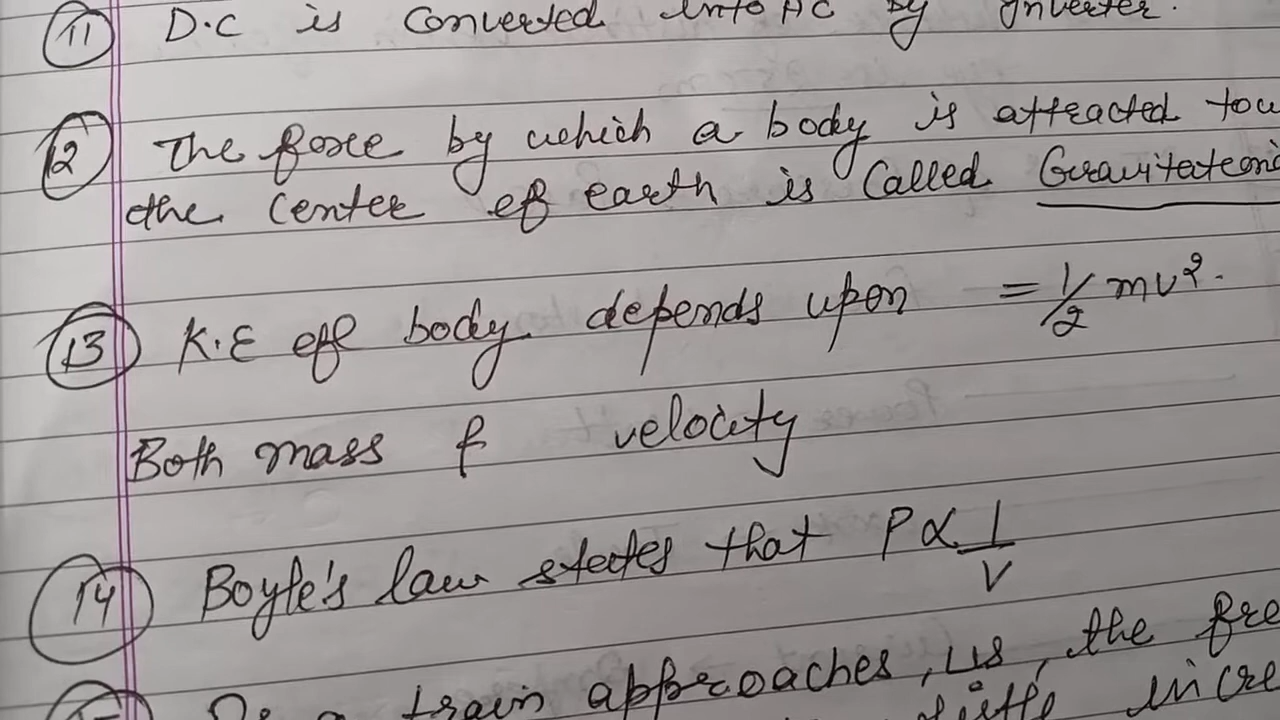 11 D.C is converted into AC by Inverter.
12 The force by which a body is attracted tow
the center of earth is called Gravitation
13 K.E of body depends upon = 1/2 mv².
Both mass & velocity
14 Boyle's law states that P ∝ 1/V
train approaches, us, the fre
incre